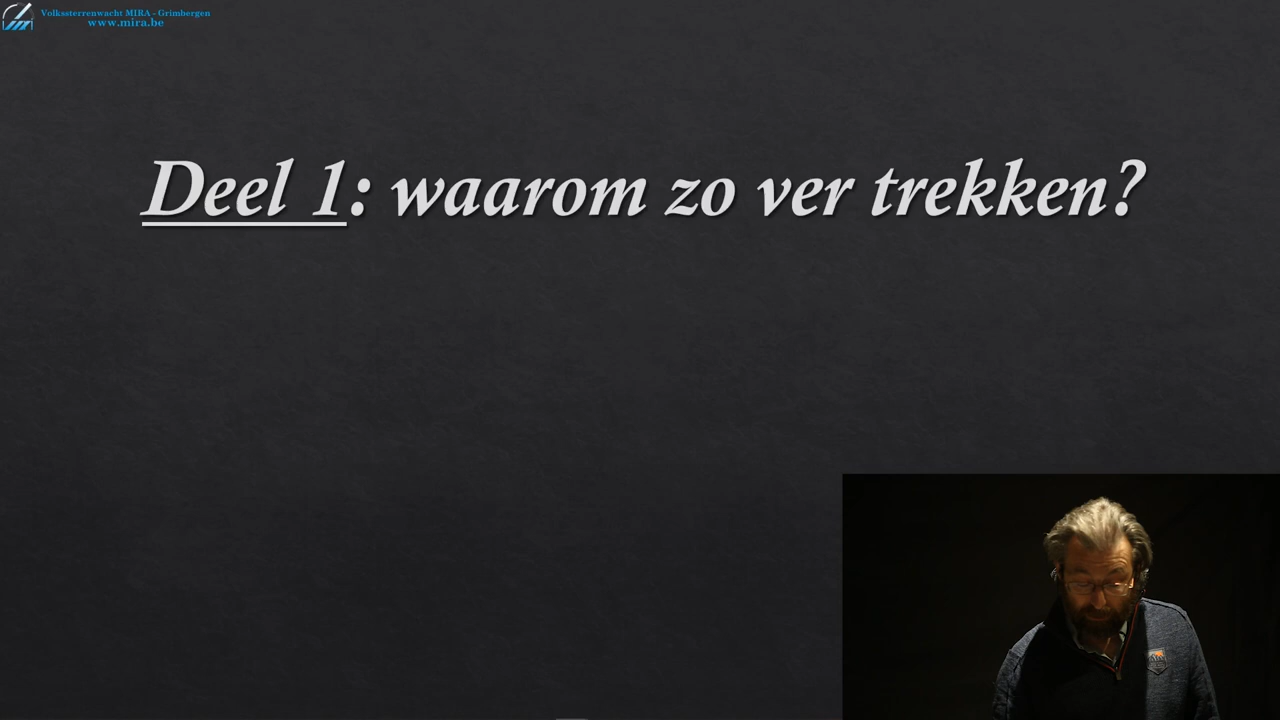 Volkssterrenwacht MIRA - Grimbergen
www.mira.be
Deel 1: waarom zo ver trekken?